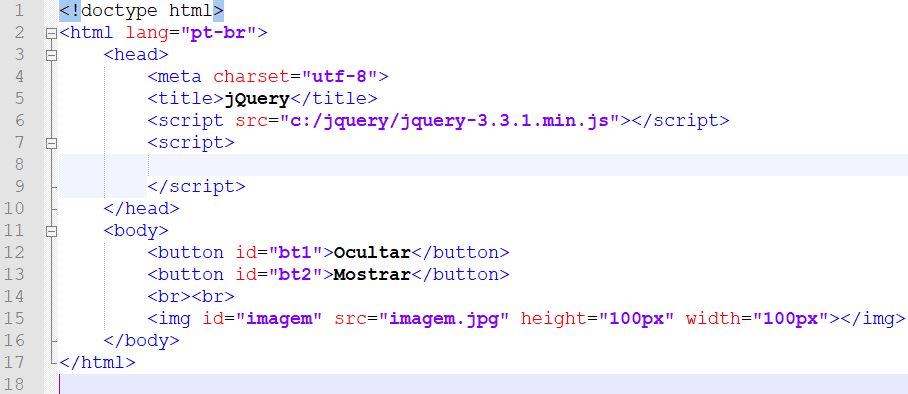 1 <!doctype html>
2 <html lang="pt-br">
3 <head>
4 <meta charset="utf-8">
5 <title>jQuery</title>
6 <script src="c:/jquery/jquery-3.3.1.min.js"></script>
7 <script>
8
9 </script>
10 </head>
11 <body>
12 <button id="bt1">Ocultar</button>
13 <button id="bt2">Mostrar</button>
14 <br><br>
15 <img id="imagem" src="imagem.jpg" height="100px" width="100px"></img>
16 </body>
17 </html>
18